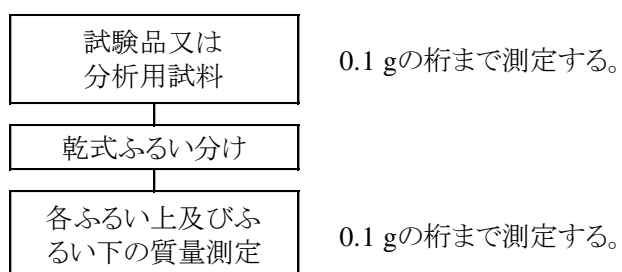 試験品又は
分析用試料
0.1 gの桁まで測定する。
乾式ふるい分け
各ふるい上及びふ
るい下の質量測定
0.1 gの桁まで測定する。